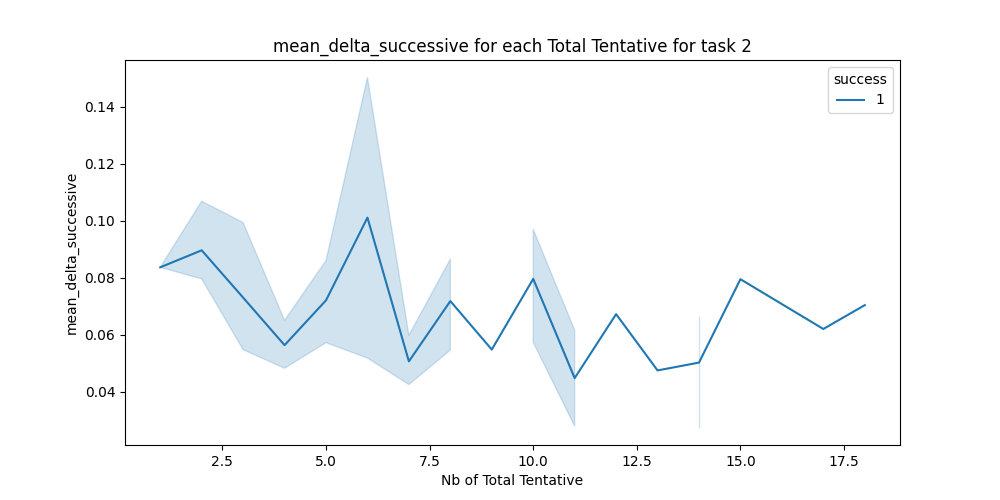 mean_delta_successive for each Total Tentative for task 2
success
1
mean_delta_successive
0.14
0.12
0.10
0.08
0.06
0.04
2.5 5.0 7.5 10.0 12.5 15.0 17.5
Nb of Total Tentative